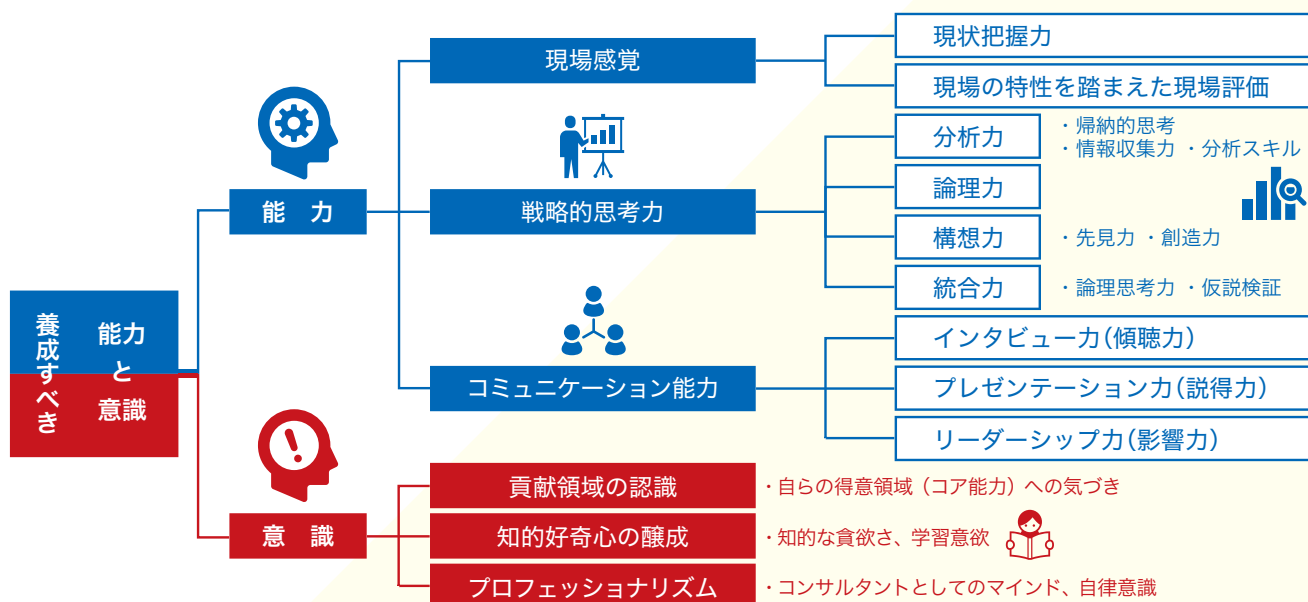 養成すべき
能力
と
意識
能　力
現場感覚
現状把握力
現場の特性を踏まえた現場評価
戦略的思考力
分析力
・帰納的思考
・情報収集力 ・分析スキル
論理力
構想力
・先見力 ・創造力
統合力
・論理思考力 ・仮説検証
コミュニケーション能力
インタビュー力(傾聴力)
プレゼンテーション力(説得力)
リーダーシップ力(影響力)
意　識
貢献領域の認識
・自らの得意領域（コア能力）への気づき
知的好奇心の醸成
・知的な貪欲さ、学習意欲
プロフェッショナリズム
・コンサルタントとしてのマインド、自律意識